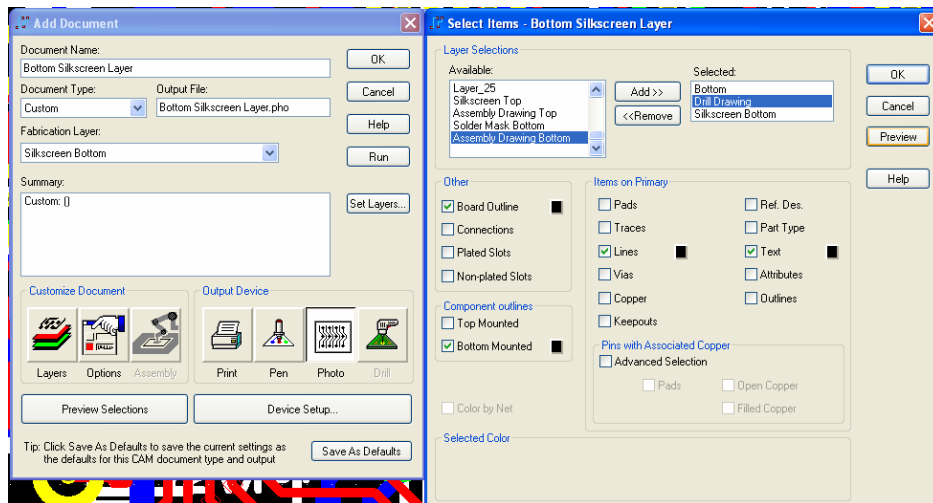 Add Document
Document Name:
Bottom Silkscreen Layer
OK
Document Type:
Output File:
Custom
Bottom Silkscreen Layer.pho
Cancel
Fabrication Layer:
Help
Silkscreen Bottom
Run
Summary:
Custom: ()
Set Layers...
Customize Document
Output Device
Layers
Options
Assembly
Print
Pen
Photo
Drill
Preview Selections
Device Setup...
Tip: Click Save As Defaults to save the current settings as
the defaults for this CAM document type and output
Save As Defaults
Select Items - Bottom Silkscreen Layer
Layer Selections
Available:
Layer_25
Silkscreen Top
Assembly Drawing Top
Solder Mask Bottom
Assembly Drawing Bottom
Add >>
<<Remove
Selected:
Bottom
Drill Drawing
Silkscreen Bottom
OK
Cancel
Preview
Help
Other
Board Outline
Connections
Plated Slots
Non-plated Slots
Component outlines
Top Mounted
Bottom Mounted
Color by Net
Items on Primary
Pads
Ref. Des.
Traces
Part Type
Lines
Text
Vias
Attributes
Copper
Outlines
Keepouts
Pins with Associated Copper
Advanced Selection
Pads
Open Copper
Filled Copper
Selected Color